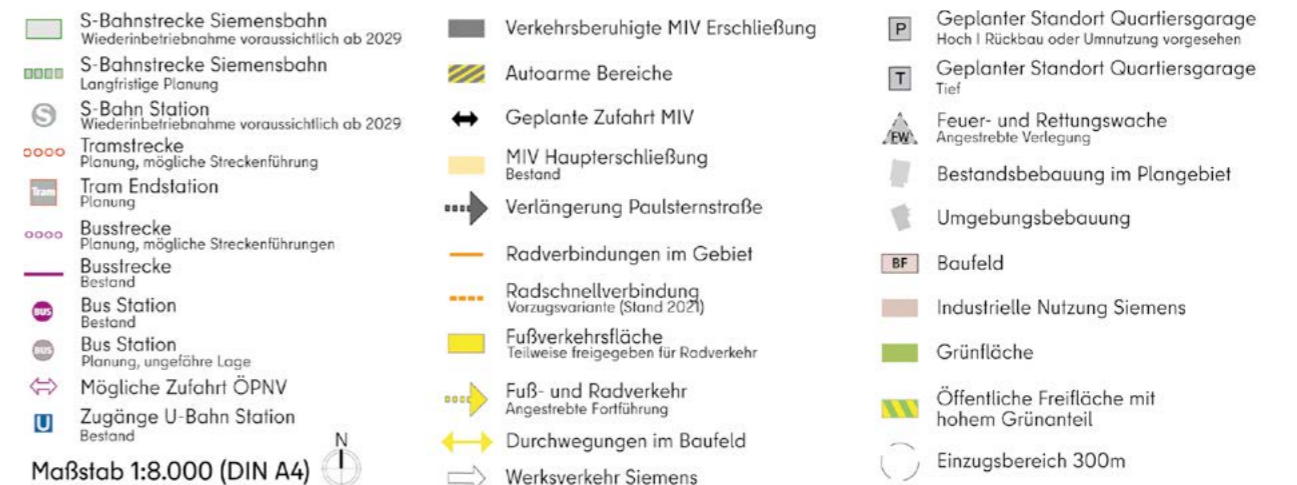 S-Bahnstrecke Siemensbahn
Wiederinbetriebnahme voraussichtlich ab 2029
S-Bahnstrecke Siemensbahn
Langfristige Planung
S
S-Bahn Station
Wiederinbetriebnahme voraussichtlich ab 2029
Tramstrecke
Planung, mögliche Streckenführung
Tram
Tram Endstation
Planung
Busstrecke
Planung, mögliche Streckenführungen
Busstrecke
Bestand
BUS
Bus Station
Bestand
BUS
Bus Station
Planung, ungefähre Lage
Mögliche Zufahrt ÖPNV
U
Zugänge U-Bahn Station
Bestand
Maßstab 1:8.000 (DIN A4)
N
Verkehrsberuhigte MIV Erschließung
Autoarme Bereiche
Geplante Zufahrt MIV
MIV Haupterschließung
Bestand
Verlängerung Paulsternstraße
Radverbindungen im Gebiet
Radschnellverbindung
Vorzugsvariante (Stand 2021)
Fußverkehrsfläche
Teilweise freigegeben für Radverkehr
Fuß- und Radverkehr
Angestrebte Fortführung
Durchwegungen im Baufeld
Werksverkehr Siemens
P
Geplanter Standort Quartiersgarage
Hoch I Rückbau oder Umnutzung vorgesehen
T
Geplanter Standort Quartiersgarage
Tief
FW
Feuer- und Rettungswache
Angestrebte Verlegung
Bestandsbebauung im Plangebiet
Umgebungsbebauung
BF
Baufeld
Industrielle Nutzung Siemens
Grünfläche
Öffentliche Freifläche mit
hohem Grünanteil
Einzugsbereich 300m